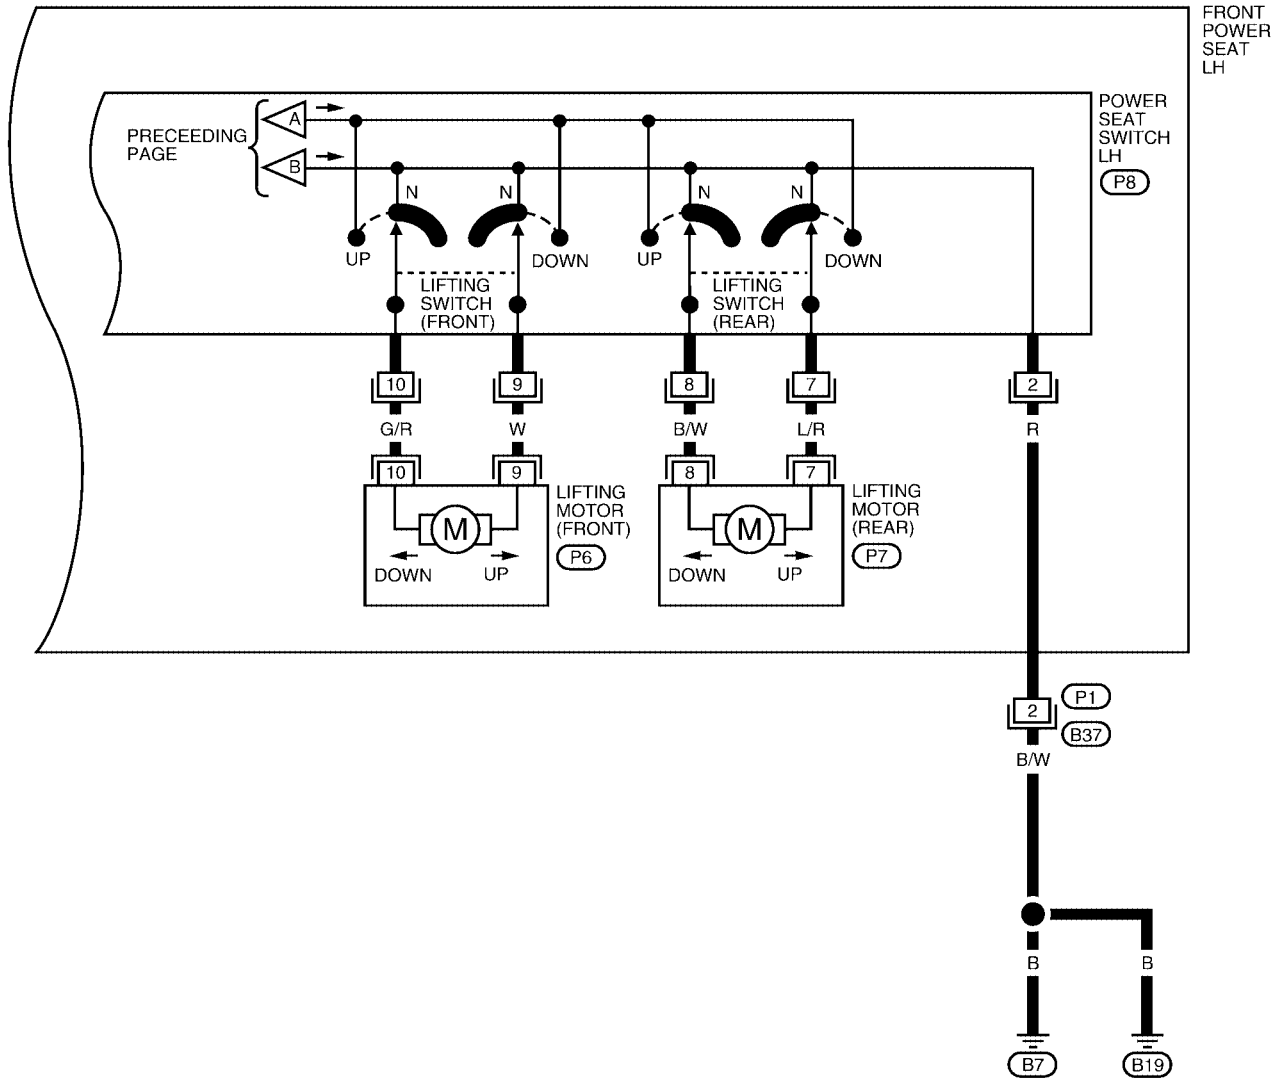 FRONT
POWER
SEAT
LH
PRECEEDING
PAGE
A
B
POWER
SEAT
SWITCH
LH
P8
N
N
N
N
UP
DOWN
UP
DOWN
LIFTING
SWITCH
(FRONT)
LIFTING
SWITCH
(REAR)
10
9
8
7
2
G/R
W
B/W
L/R
R
10
9
8
7
M
DOWN
UP
LIFTING
MOTOR
(FRONT)
P6
M
DOWN
UP
LIFTING
MOTOR
(REAR)
P7
2
P1
B37
B/W
B
B
B7
B19